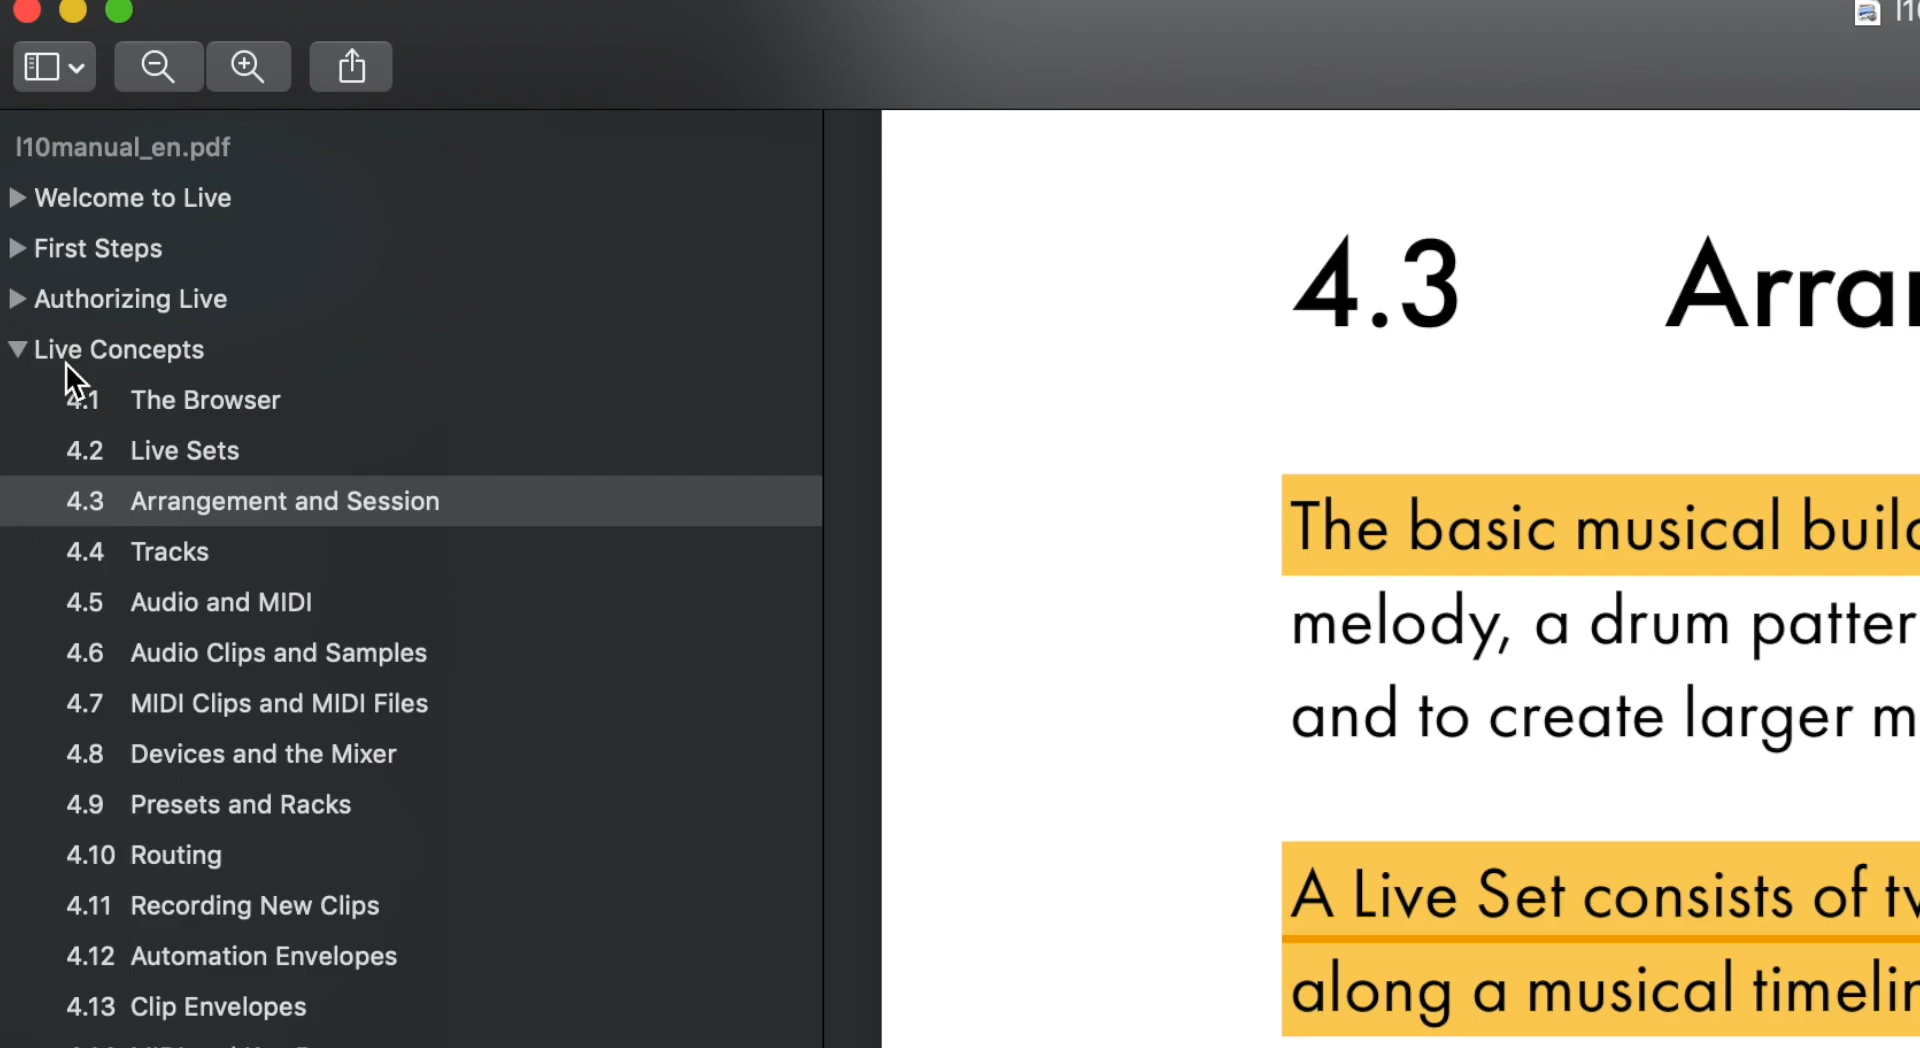 l10manual_en.pdf
Welcome to Live
First Steps
Authorizing Live
Live Concepts
4.1 The Browser
4.2 Live Sets
4.3 Arrangement and Session
4.4 Tracks
4.5 Audio and MIDI
4.6 Audio Clips and Samples
4.7 MIDI Clips and MIDI Files
4.8 Devices and the Mixer
4.9 Presets and Racks
4.10 Routing
4.11 Recording New Clips
4.12 Automation Envelopes
4.13 Clip Envelopes
4.3
The basic musical
melody, a drum
and to create larger
A Live Set consists of
along a musical